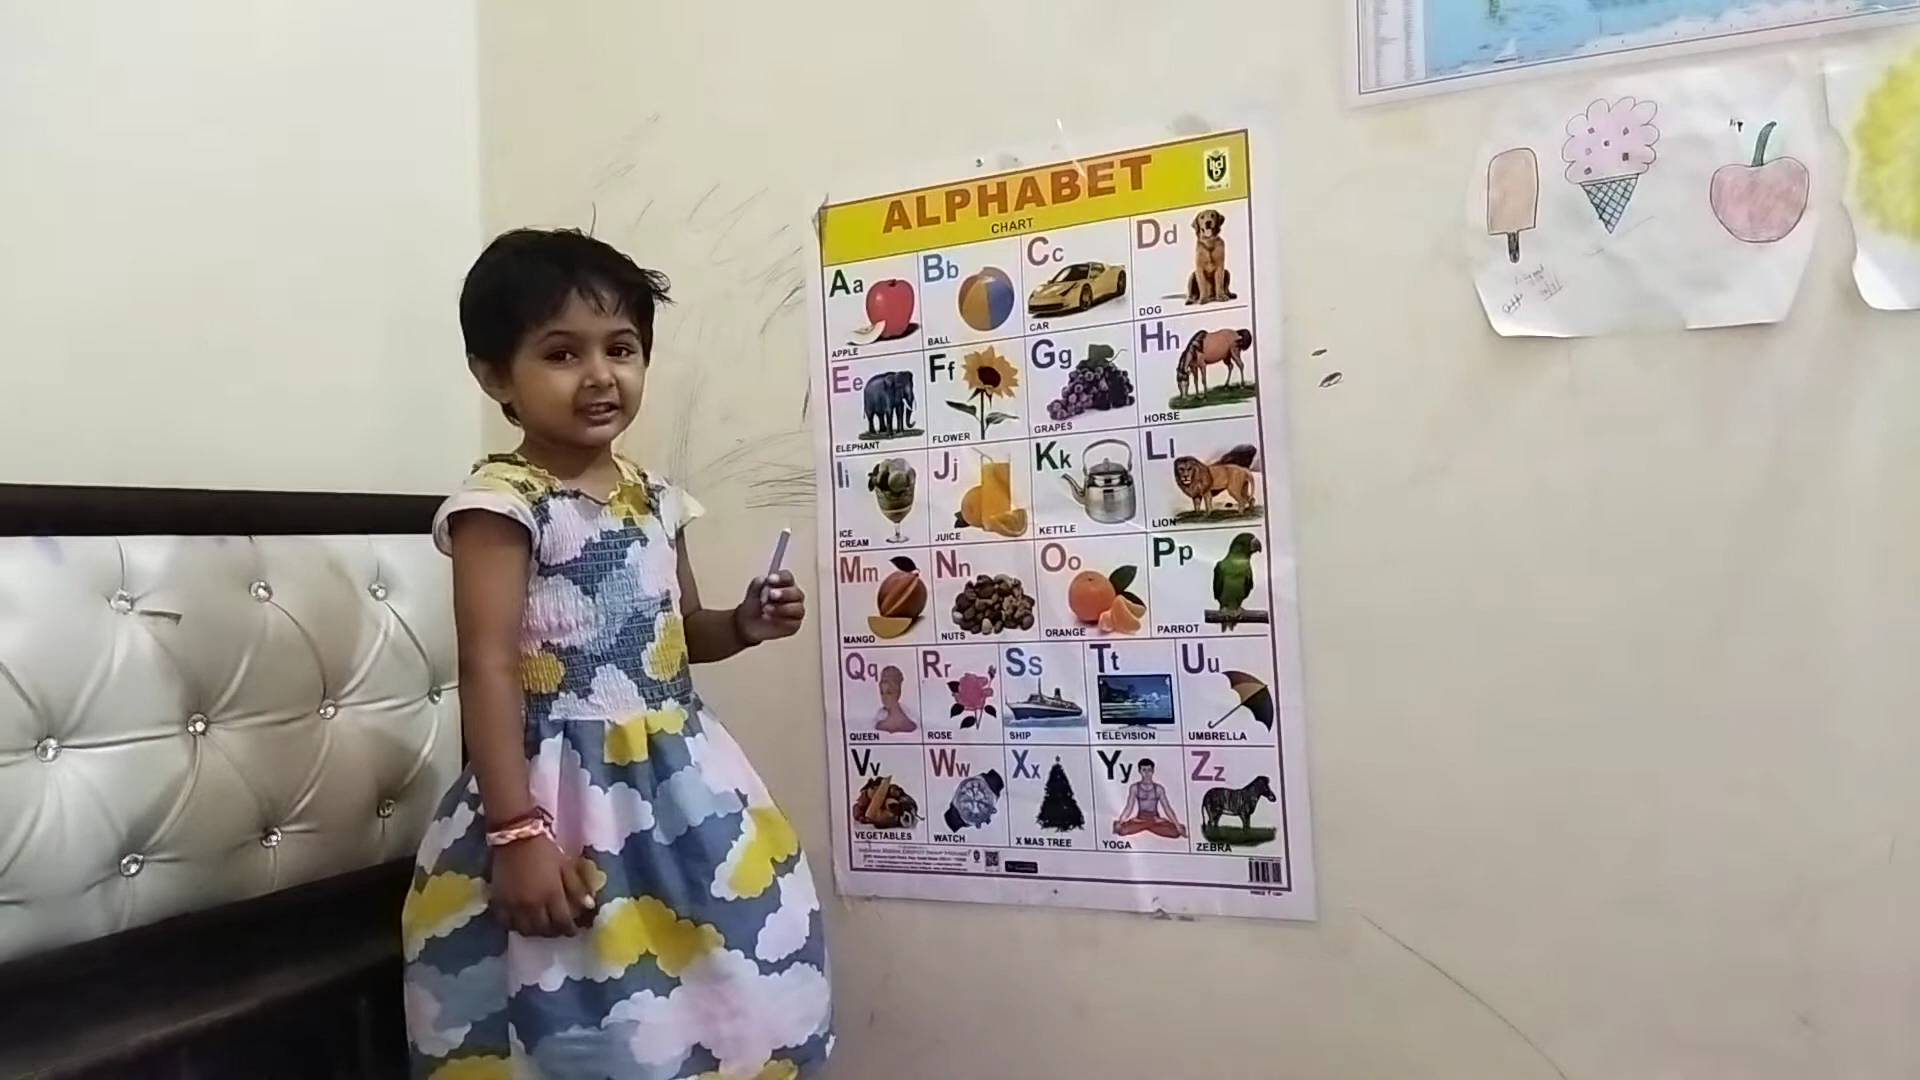 ALPHABET
CHART
Aa Bb Cc Dd
APPLE BALL CAR DOG
Ee Ff Gg Hh
ELEPHANT FLOWER GRAPES HORSE
Ii Jj Kk Ll
ICE CREAM JUICE KETTLE LION
Mm Nn Oo Pp
MANGO NUTS ORANGE PARROT
Qq Rr Ss Tt Uu
QUEEN ROSE SHIP TELEVISION UMBRELLA
Vv Ww Xx Yy Zz
VEGETABLES WATCH X MAS TREE YOGA ZEBRA